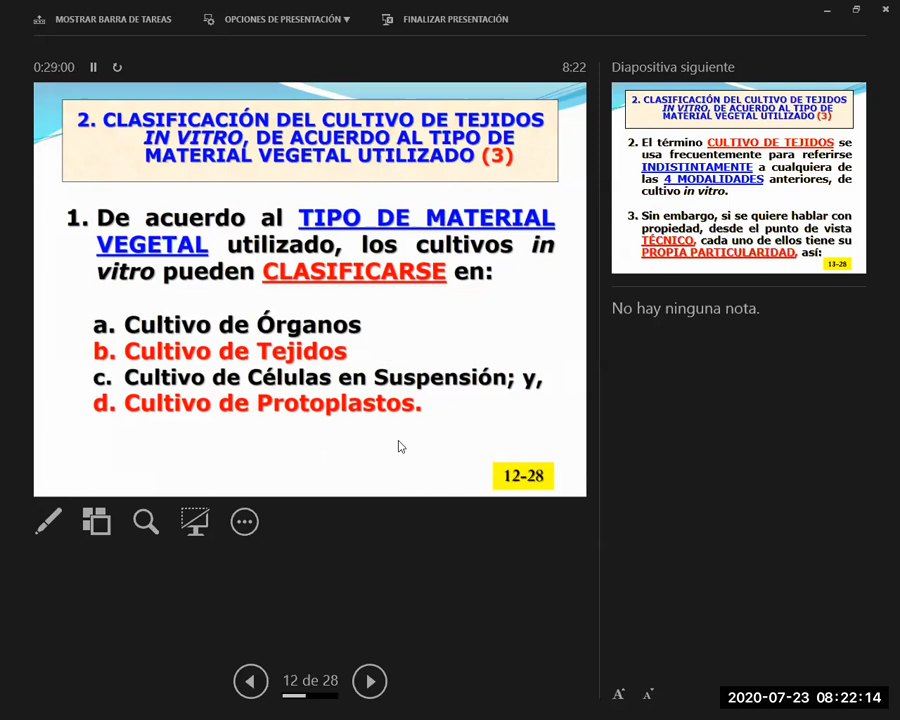 MOSTRAR BARRA DE TAREAS
OPCIONES DE PRESENTACIÓN ▼
FINALIZAR PRESENTACIÓN
0:29:00
8:22
2. CLASIFICACIÓN DEL CULTIVO DE TEJIDOS
IN VITRO, DE ACUERDO AL TIPO DE
MATERIAL VEGETAL UTILIZADO (3)
1. De acuerdo al TIPO DE MATERIAL
VEGETAL utilizado, los cultivos in
vitro pueden CLASIFICARSE en:
a. Cultivo de Órganos
b. Cultivo de Tejidos
c. Cultivo de Células en Suspensión; y,
d. Cultivo de Protoplastos.
12-28
Diapositiva siguiente
2. CLASIFICACIÓN DEL CULTIVO DE TEJIDOS
IN VITRO, DE ACUERDO AL TIPO DE
MATERIAL VEGETAL UTILIZADO (3)
2. El término CULTIVO DE TEJIDOS se
usa frecuentemente para referirse
INDISTINTAMENTE a cualquiera de
las 4 MODALIDADES anteriores, de
cultivo in vitro.
3. Sin embargo, si se quiere hablar con
propiedad, desde el punto de vista
TÉCNICO, cada uno de ellos tiene su
PROPIA PARTICULARIDAD, así:
13-28
No hay ninguna nota.
12 de 28
A A
2020-07-23 08:22:14